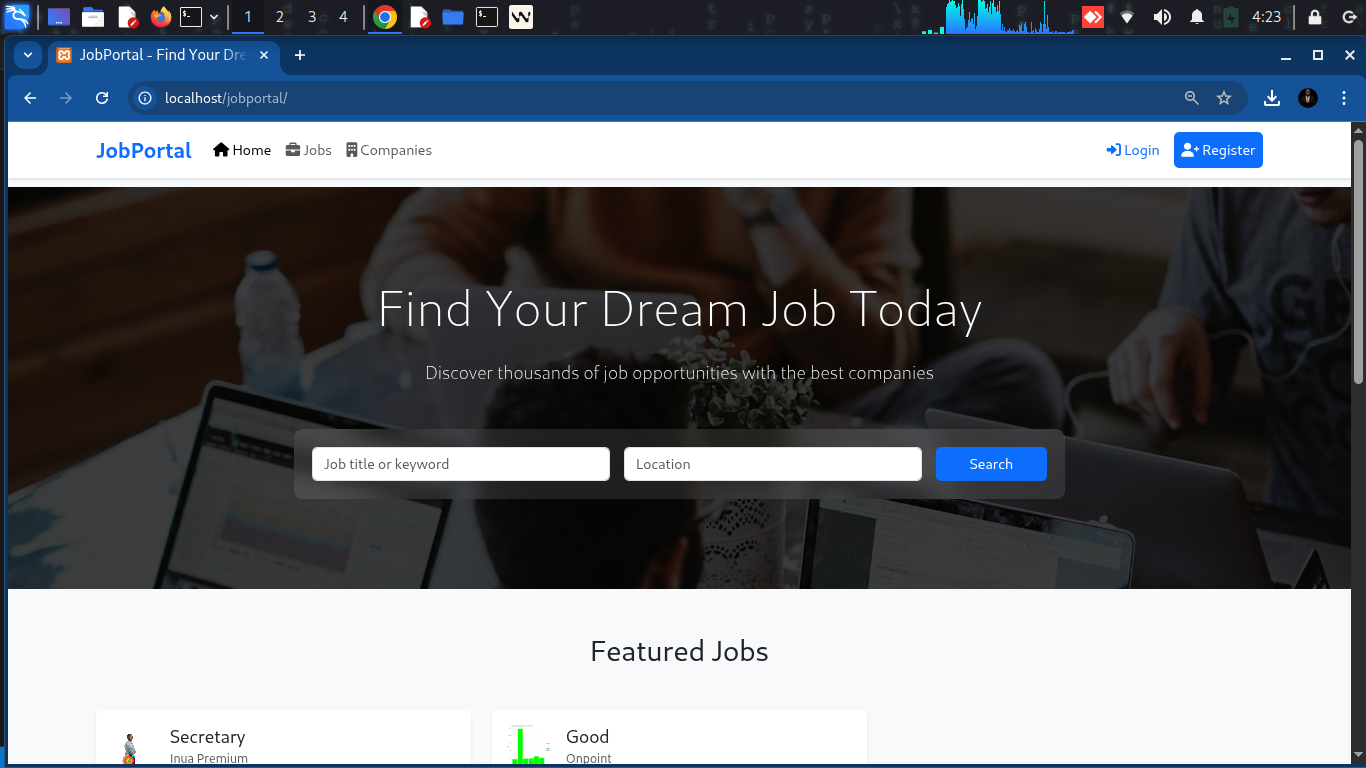 1 2 3 4
4:23
JobPortal - Find Your Dre
localhost/jobportal/
JobPortal Home Jobs Companies Login Register
Find Your Dream Job Today
Discover thousands of job opportunities with the best companies
Job title or keyword Location Search
Featured Jobs
Secretary
Inua Premium
Good
Onpoint